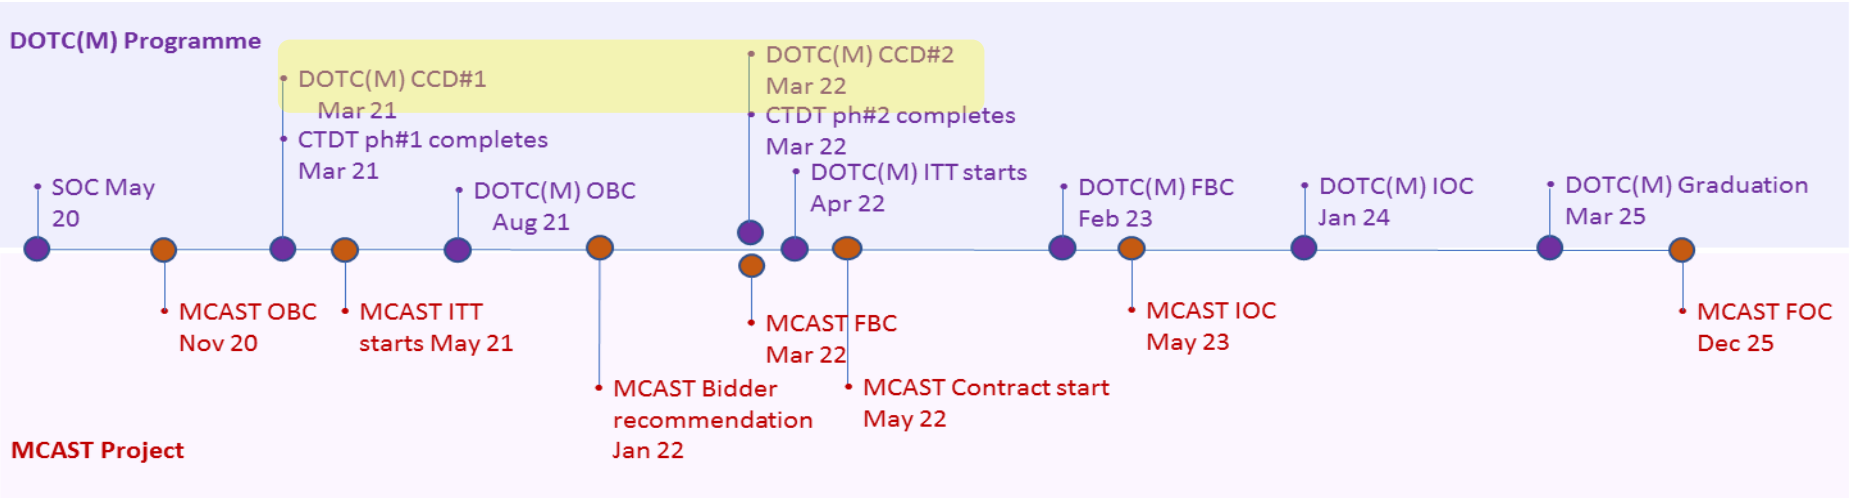 DOTC(M) Programme
DOTC(M) CCD#1
Mar 21
CTDT ph#1 completes
Mar 21
DOTC(M) CCD#2
Mar 22
CTDT ph#2 completes
Mar 22
SOC May
20
DOTC(M) OBC
Aug 21
DOTC(M) ITT starts
Apr 22
DOTC(M) FBC
Feb 23
DOTC(M) IOC
Jan 24
DOTC(M) Graduation
Mar 25
MCAST OBC
Nov 20
MCAST ITT
starts May 21
MCAST Bidder
recommendation
Jan 22
MCAST FBC
Mar 22
MCAST Contract start
May 22
MCAST IOC
May 23
MCAST FOC
Dec 25
MCAST Project